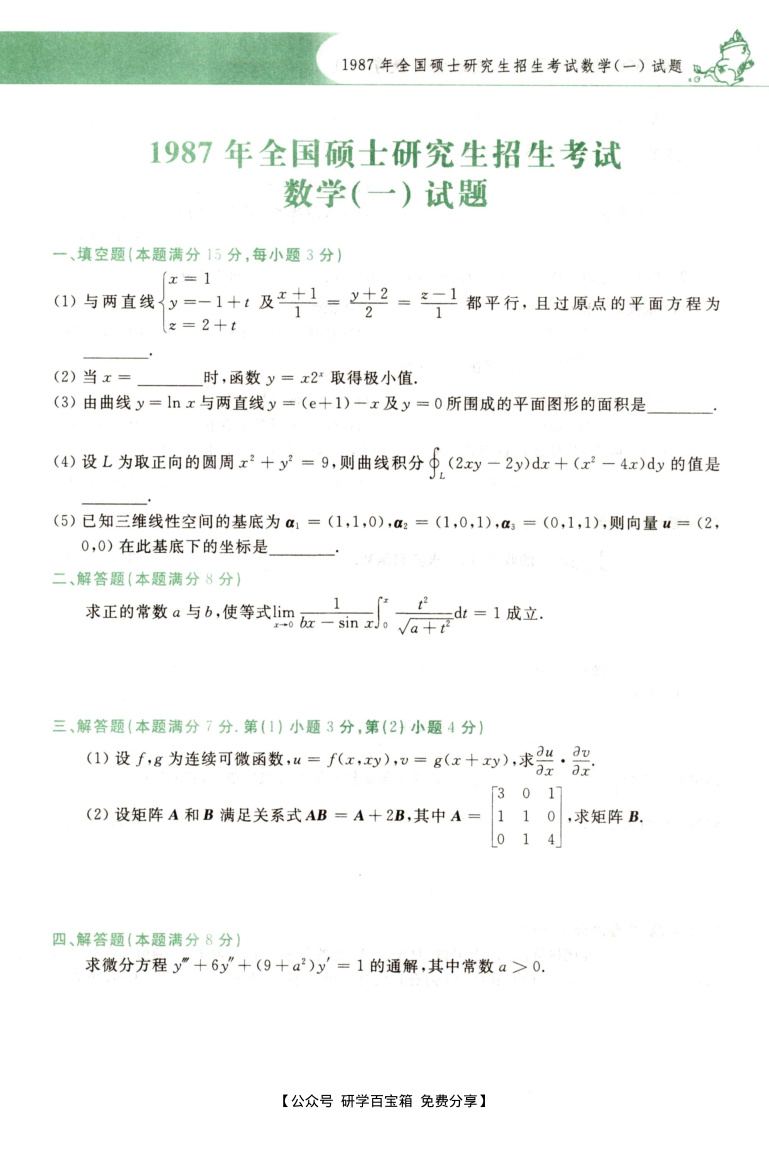 1987 年全国硕士研究生招生考试数学(一)试题
1987 年全国硕士研究生招生考试
数学(一)试题
一、填空题(本题满分 15 分,每小题 3 分)
(1) 与两直线 { x = 1
y = -1 + t
z = 2 + t 及 (x+1)/1 = (y+2)/2 = (z-1)/1 都平行,且过原点的平面方程为
________.
(2) 当 x = ________时,函数 y = x2ˣ 取得极小值.
(3) 由曲线 y = ln x 与两直线 y = (e+1) - x 及 y = 0 所围成的平面图形的面积是________.
(4) 设 L 为取正向的圆周 x² + y² = 9,则曲线积分 ∮_L (2xy - 2y)dx + (x² - 4x)dy 的值是
________.
(5) 已知三维线性空间的基底为 α₁ = (1,1,0),α₂ = (1,0,1),α₃ = (0,1,1),则向量 u = (2,
0,0) 在此基底下的坐标是________.
二、解答题(本题满分 8 分)
求正的常数 a 与 b,使等式 lim_{x→0} 1/(bx - sin x) ∫₀ˣ t²/√(a + t²) dt = 1 成立.
三、解答题(本题满分 7 分.第(1)小题 3 分,第(2)小题 4 分)
(1) 设 f,g 为连续可微函数,u = f(x,xy),v = g(x + xy),求 ∂u/∂x · ∂v/∂x.
(2) 设矩阵 A 和 B 满足关系式 AB = A + 2B,其中 A = [3 0 1
1 1 0
0 1 4],求矩阵 B.
四、解答题(本题满分 8 分)
求微分方程 y‴ + 6y″ + (9 + a²)y′ = 1 的通解,其中常数 a > 0.
【公众号 研学百宝箱 免费分享】